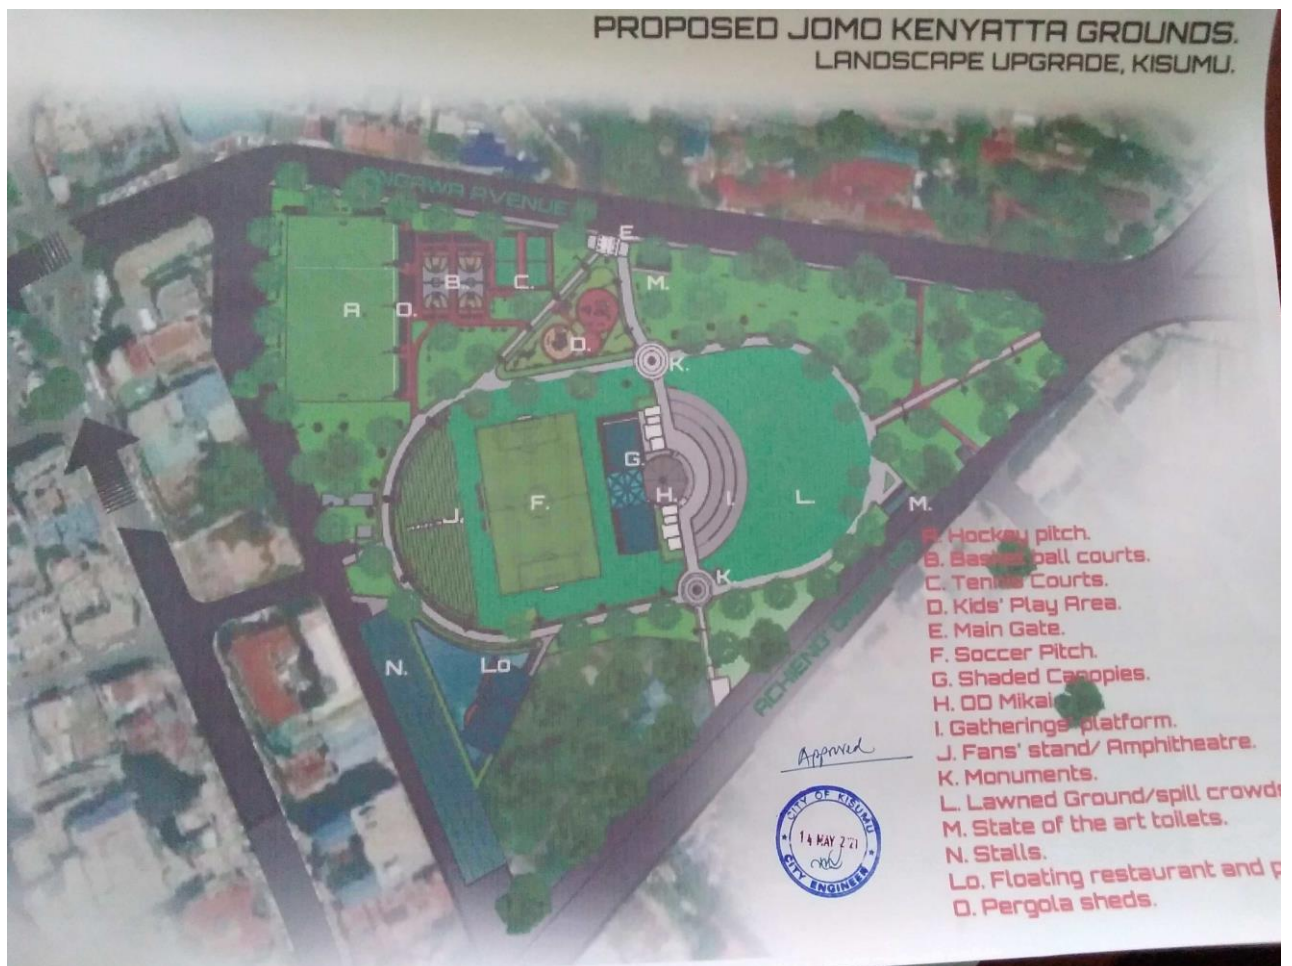 PROPOSED JOMO KENYATTA GROUNDS.
LANDSCAPE UPGRADE, KISUMU.
ANGAWA AVENUE
E.
M.
A
O.
B
C.
D.
K.
G.
H.
I.
F.
J.
L.
M.
K
N.
Lo
ACHIENG'
A. Hockey pitch.
B. Basket ball courts.
C. Tennis Courts.
D. Kids' Play Area.
E. Main Gate.
F. Soccer Pitch.
G. Shaded Canopies.
H. OD Mikai
I. Gatherings' platform.
J. Fans' stand/ Amphitheatre.
K. Monuments.
L. Lawned Ground/spill crowds
M. State of the art toilets.
N. Stalls.
Lo. Floating restaurant and p
O. Pergola sheds.
Approved
CITY OF KISUMU
14 MAY 2021
CITY ENGINEER